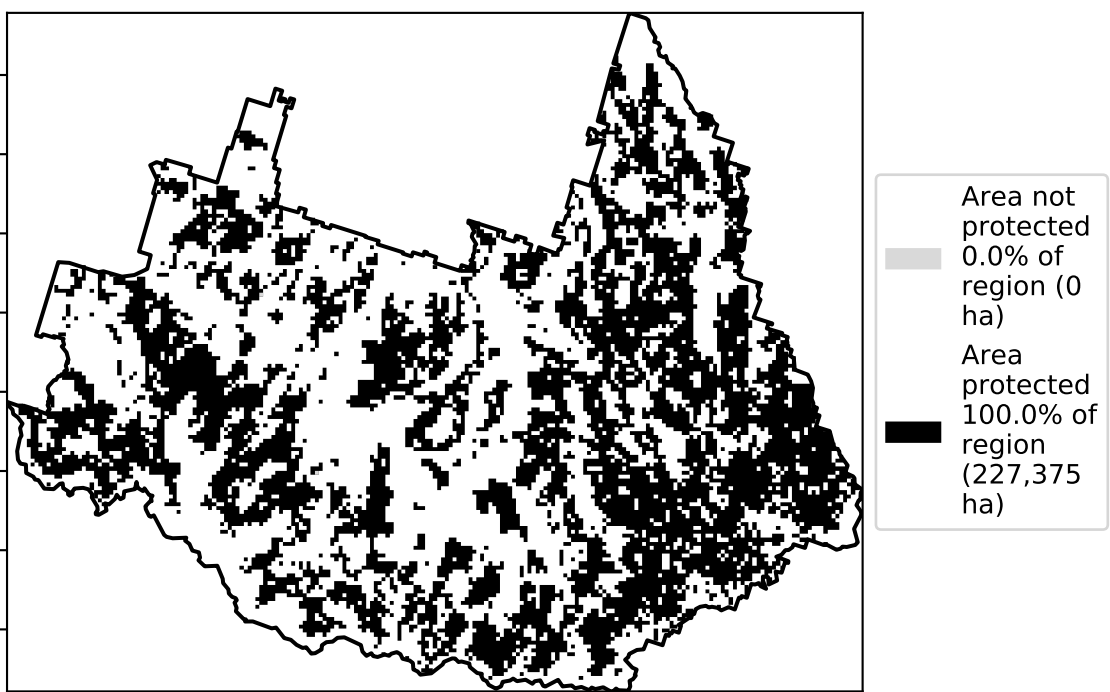 Area not
protected
0.0% of
region (0
ha)
Area
protected
100.0% of
region
(227,375
ha)